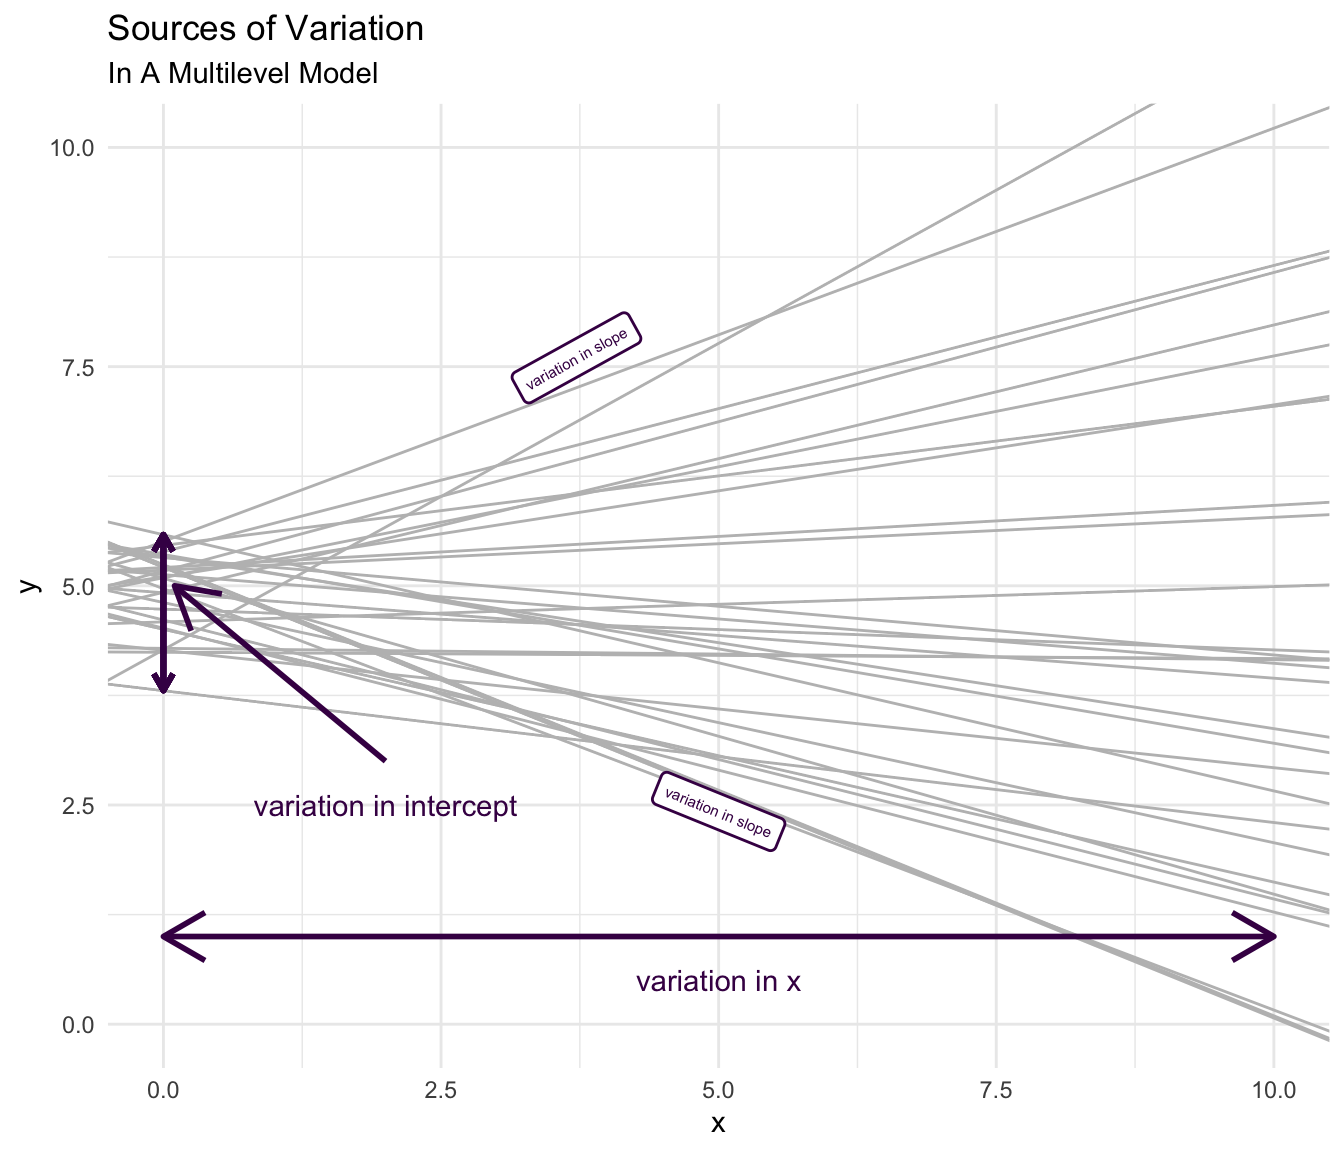 Sources of Variation
In A Multilevel Model
10.0
7.5
5.0
2.5
0.0
y
variation in slope
variation in intercept
variation in slope
variation in x
0.0 2.5 5.0 7.5 10.0
x